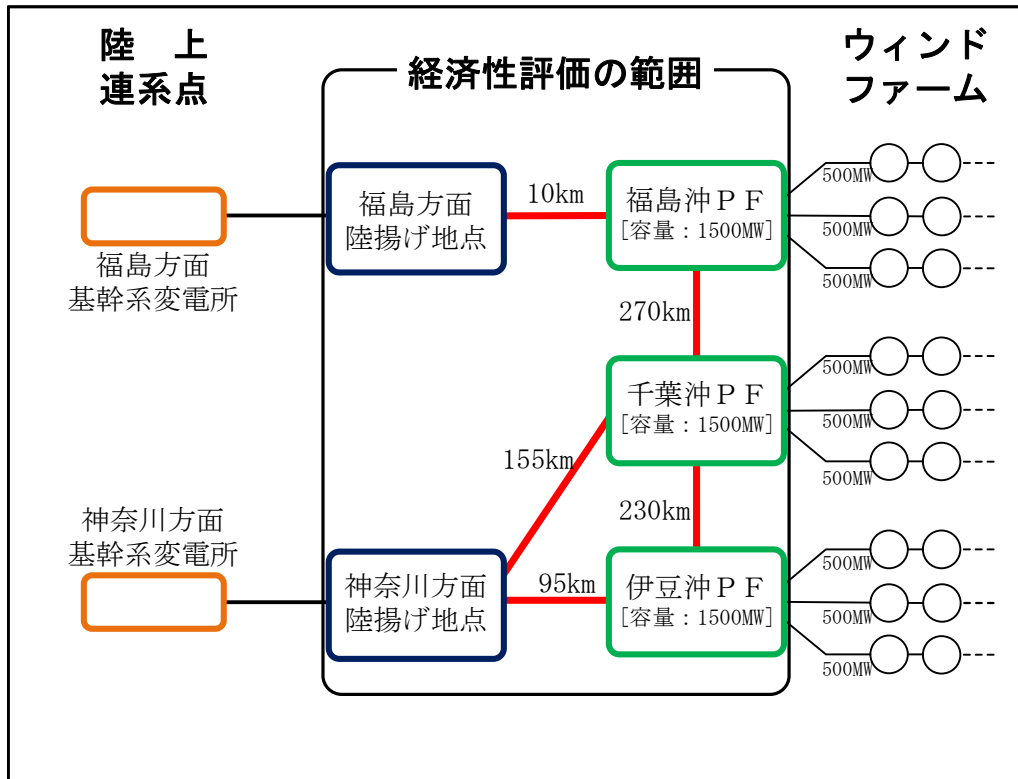 陸　上
連系点
経済性評価の範囲
ウィンド
ファーム
福島方面
基幹系変電所
福島方面
陸揚げ地点
10km
福島沖ＰＦ
[容量：1500MW]
500MW
500MW
500MW
270km
千葉沖ＰＦ
[容量：1500MW]
500MW
500MW
500MW
155km
230km
神奈川方面
基幹系変電所
神奈川方面
陸揚げ地点
95km
伊豆沖ＰＦ
[容量：1500MW]
500MW
500MW
500MW